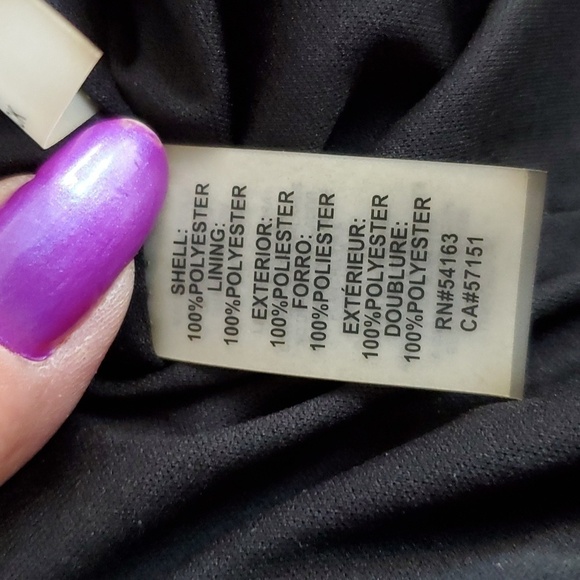 SHELL:
100%POLYESTER
LINING:
100%POLYESTER
EXTERIOR:
100%POLIESTER
FORRO:
100%POLIESTER
EXTÉRIEUR:
100%POLYESTER
DOUBLURE:
100%POLYESTER
RN#54163
CA#57151